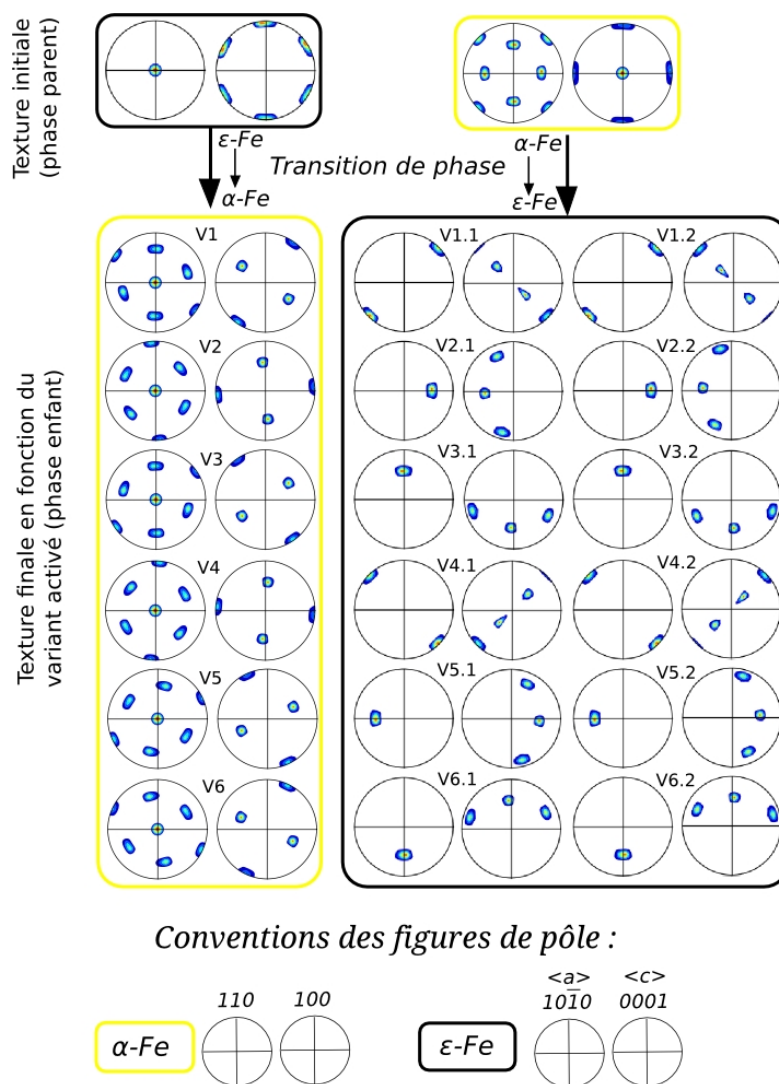 Texture initiale
(phase parent)
ε-Fe
α-Fe
Transition de phase
α-Fe
ε-Fe
Texture finale en fonction du
variant activé (phase enfant)
V1
V2
V3
V4
V5
V6
V1.1
V1.2
V2.1
V2.2
V3.1
V3.2
V4.1
V4.2
V5.1
V5.2
V6.1
V6.2
Conventions des figures de pôle :
α-Fe
110
100
ε-Fe
<a>
101̅0
<c>
0001